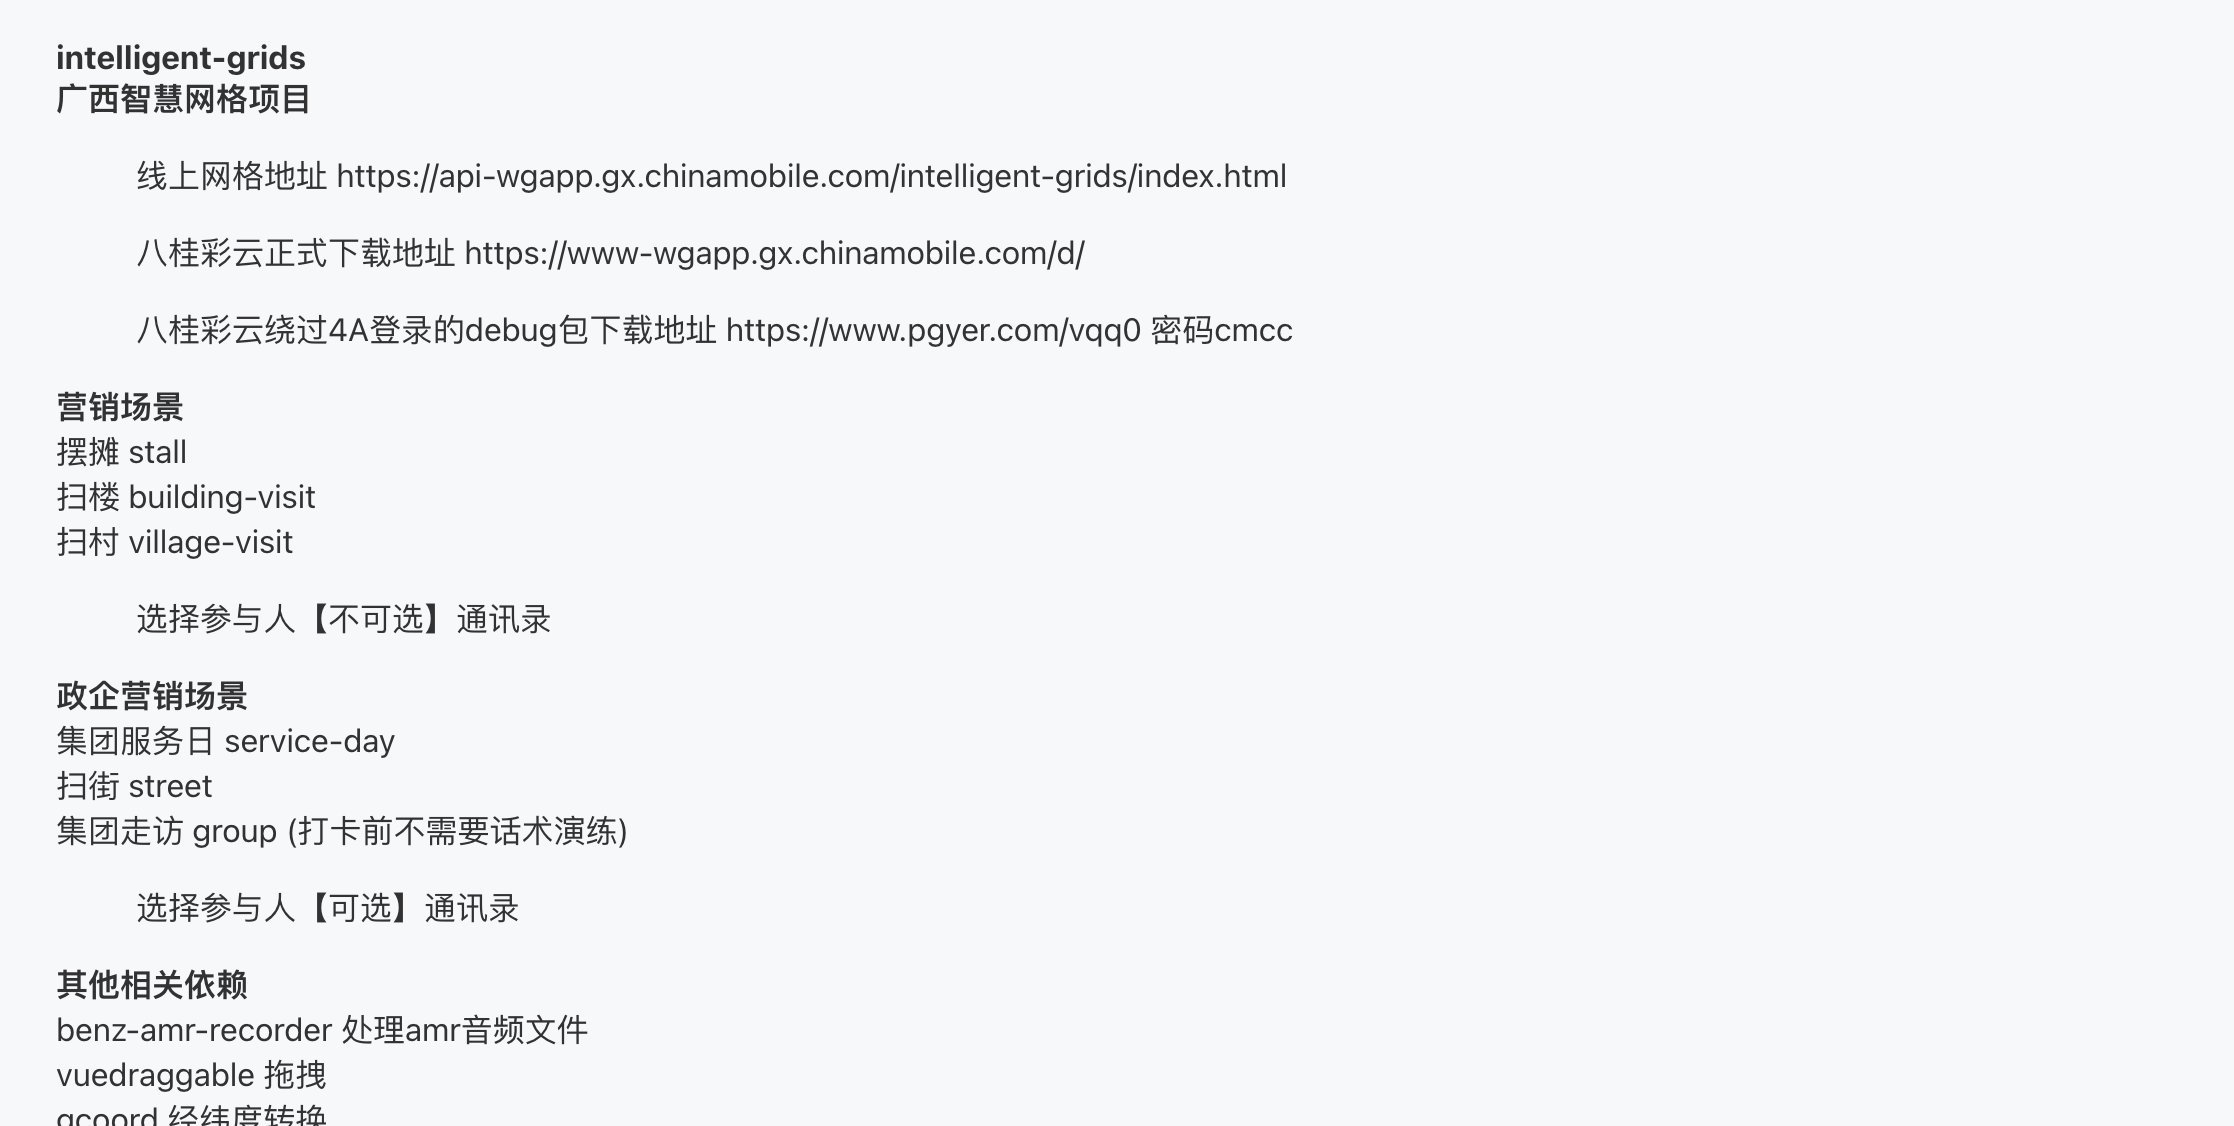 intelligent-grids
广西智慧网格项目
线上网格地址 https://api-wgapp.gx.chinamobile.com/intelligent-grids/index.html
八桂彩云正式下载地址 https://www-wgapp.gx.chinamobile.com/d/
八桂彩云绕过4A登录的debug包下载地址 https://www.pgyer.com/vqq0 密码cmcc
营销场景
摆摊 stall
扫楼 building-visit
扫村 village-visit
选择参与人【不可选】通讯录
政企营销场景
集团服务日 service-day
扫街 street
集团走访 group (打卡前不需要话术演练)
选择参与人【可选】通讯录
其他相关依赖
benz-amr-recorder 处理amr音频文件
vuedraggable 拖拽
gcoord 经纬度转换